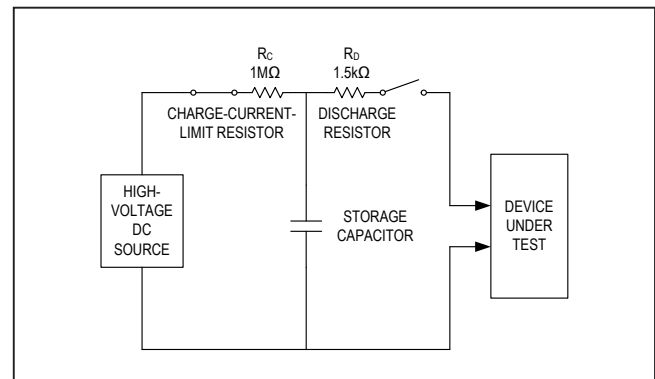 RC
1MΩ
RD
1.5kΩ
CHARGE-CURRENT-
LIMIT RESISTOR
DISCHARGE
RESISTOR
HIGH-
VOLTAGE
DC
SOURCE
STORAGE
CAPACITOR
DEVICE
UNDER
TEST